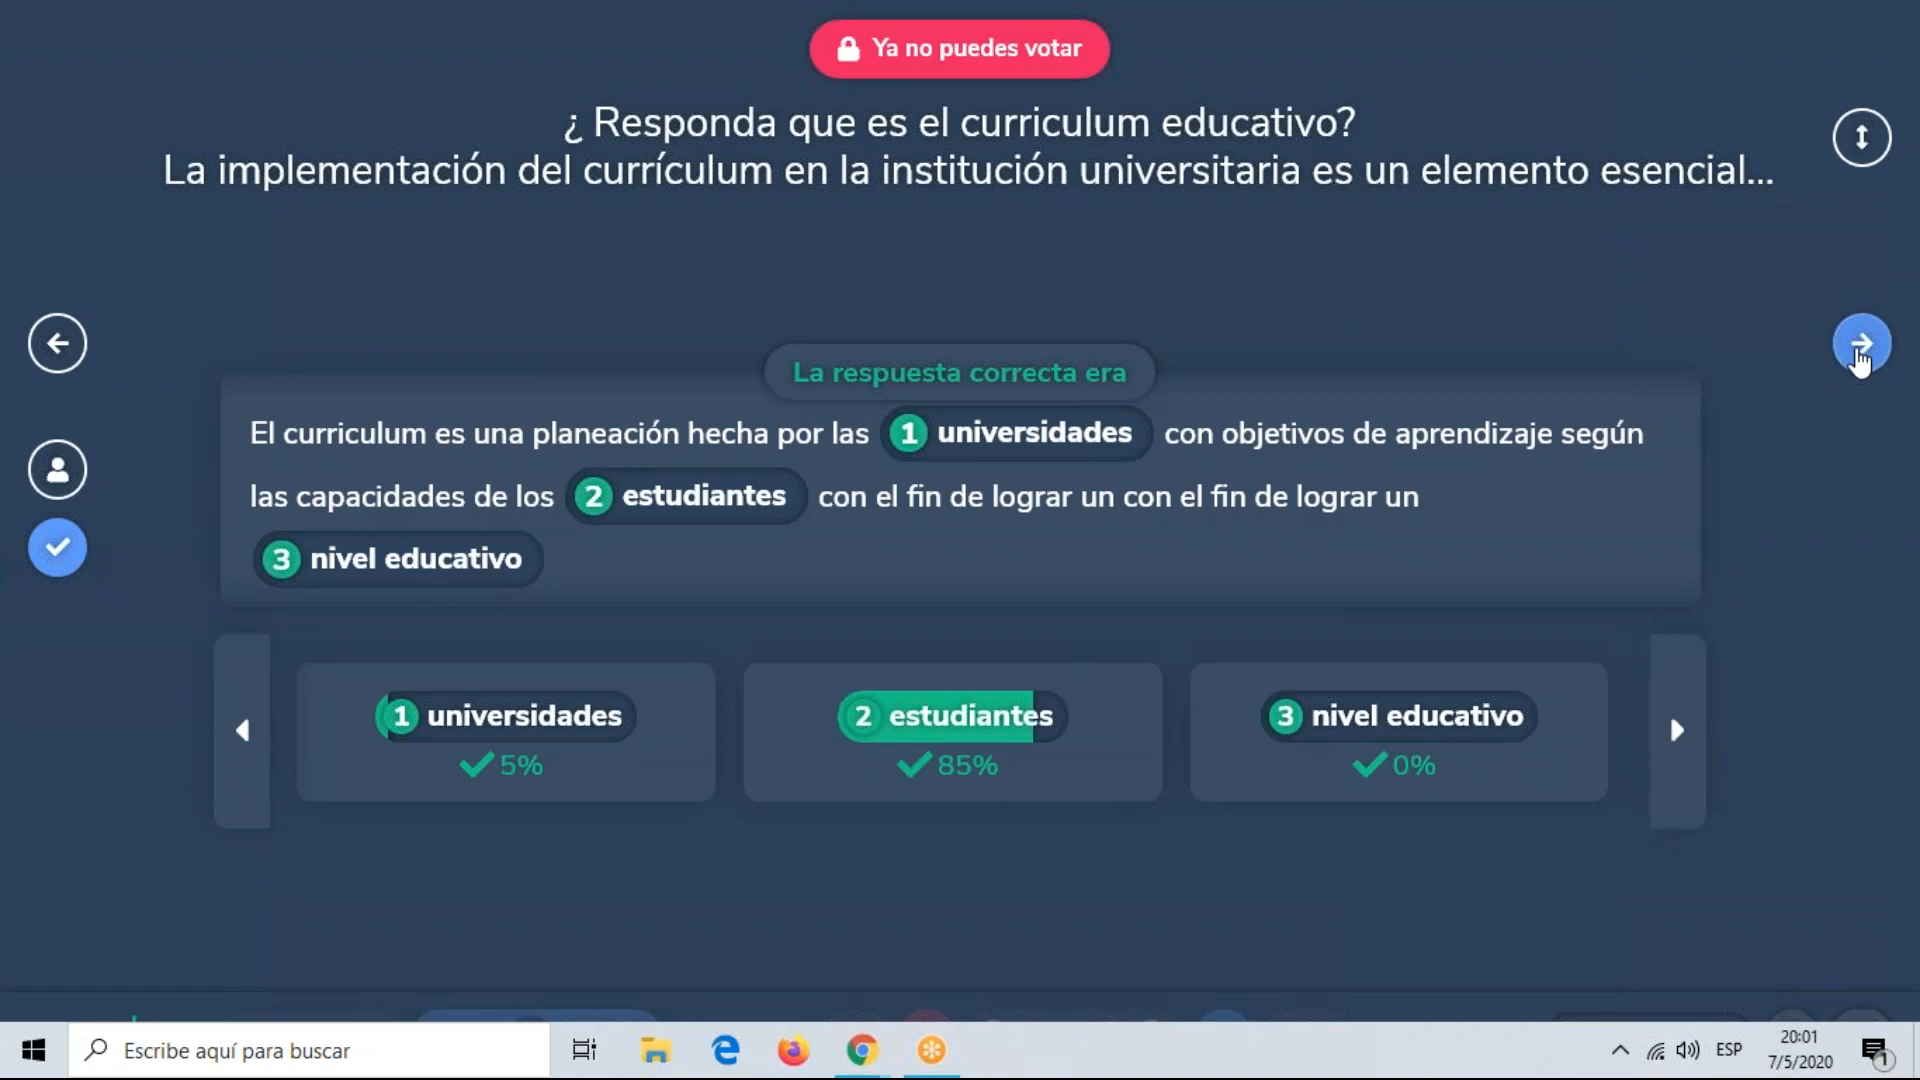 Ya no puedes votar
¿ Responda que es el curriculum educativo?
La implementación del currículum en la institución universitaria es un elemento esencial...
La respuesta correcta era
El curriculum es una planeación hecha por las 1 universidades con objetivos de aprendizaje según
las capacidades de los 2 estudiantes con el fin de lograr un con el fin de lograr un
3 nivel educativo
1 universidades
2 estudiantes
3 nivel educativo
5%
85%
0%
Escribe aquí para buscar
ESP
20:01
7/5/2020
1